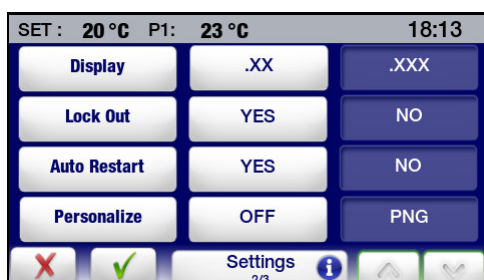 SET : 20 °C P1: 23 °C 18:13
Display .XX .XXX
Lock Out YES NO
Auto Restart YES NO
Personalize OFF PNG
Settings
2/3